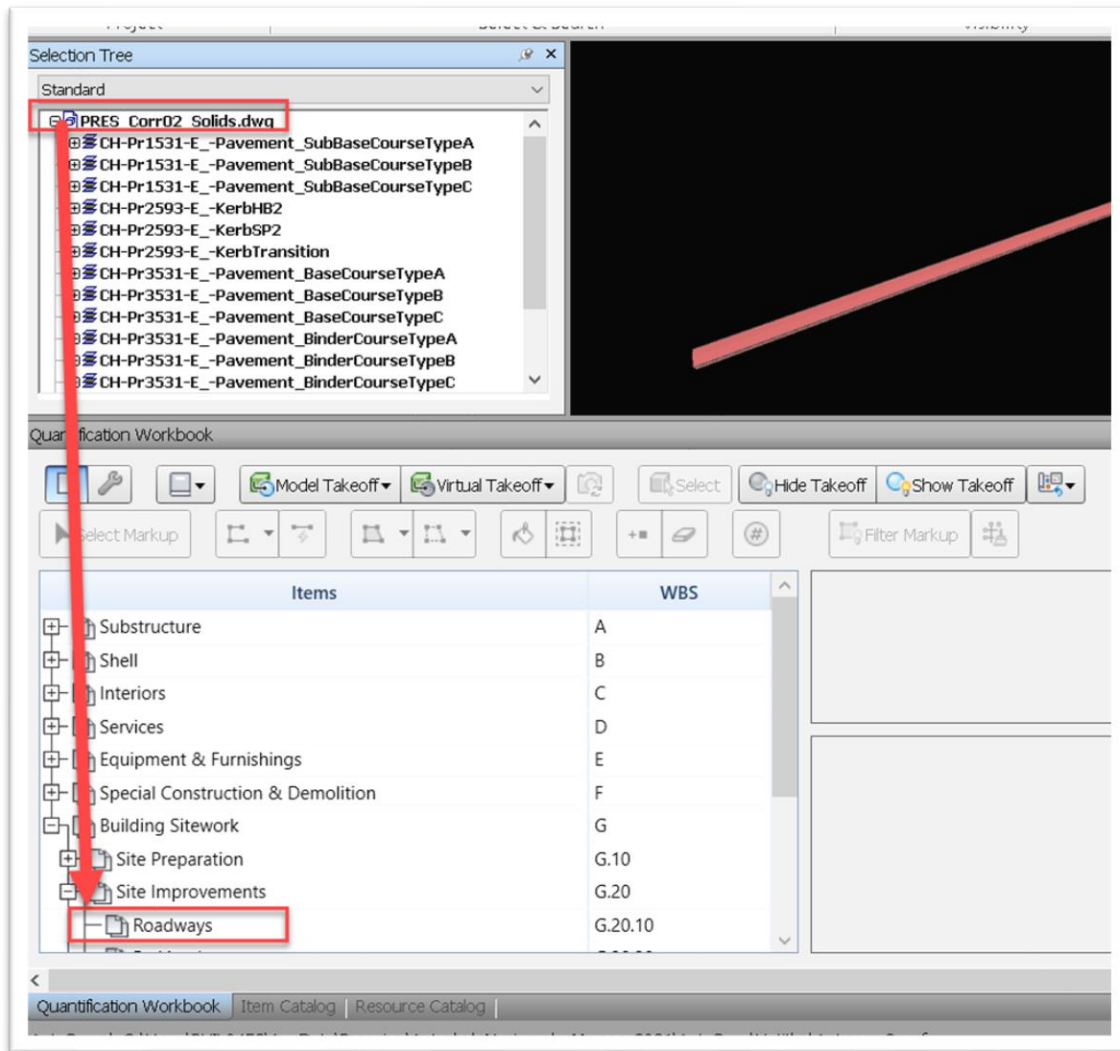 Project Select & Search Visibility
Selection Tree
Standard
PRES_Corr02_Solids.dwg
CH-Pr1531-E_-Pavement_SubBaseCourseTypeA
CH-Pr1531-E_-Pavement_SubBaseCourseTypeB
CH-Pr1531-E_-Pavement_SubBaseCourseTypeC
CH-Pr2593-E_-KerbHB2
CH-Pr2593-E_-KerbSP2
CH-Pr2593-E_-KerbTransition
CH-Pr3531-E_-Pavement_BaseCourseTypeA
CH-Pr3531-E_-Pavement_BaseCourseTypeB
CH-Pr3531-E_-Pavement_BaseCourseTypeC
CH-Pr3531-E_-Pavement_BinderCourseTypeA
CH-Pr3531-E_-Pavement_BinderCourseTypeB
CH-Pr3531-E_-Pavement_BinderCourseTypeC
Quantification Workbook
Model Takeoff Virtual Takeoff Select Hide Takeoff Show Takeoff
Select Markup # Filter Markup
Items WBS
Substructure A
Shell B
Interiors C
Services D
Equipment & Furnishings E
Special Construction & Demolition F
Building Sitework G
Site Preparation G.10
Site Improvements G.20
Roadways G.20.10
Quantification Workbook Item Catalog Resource Catalog